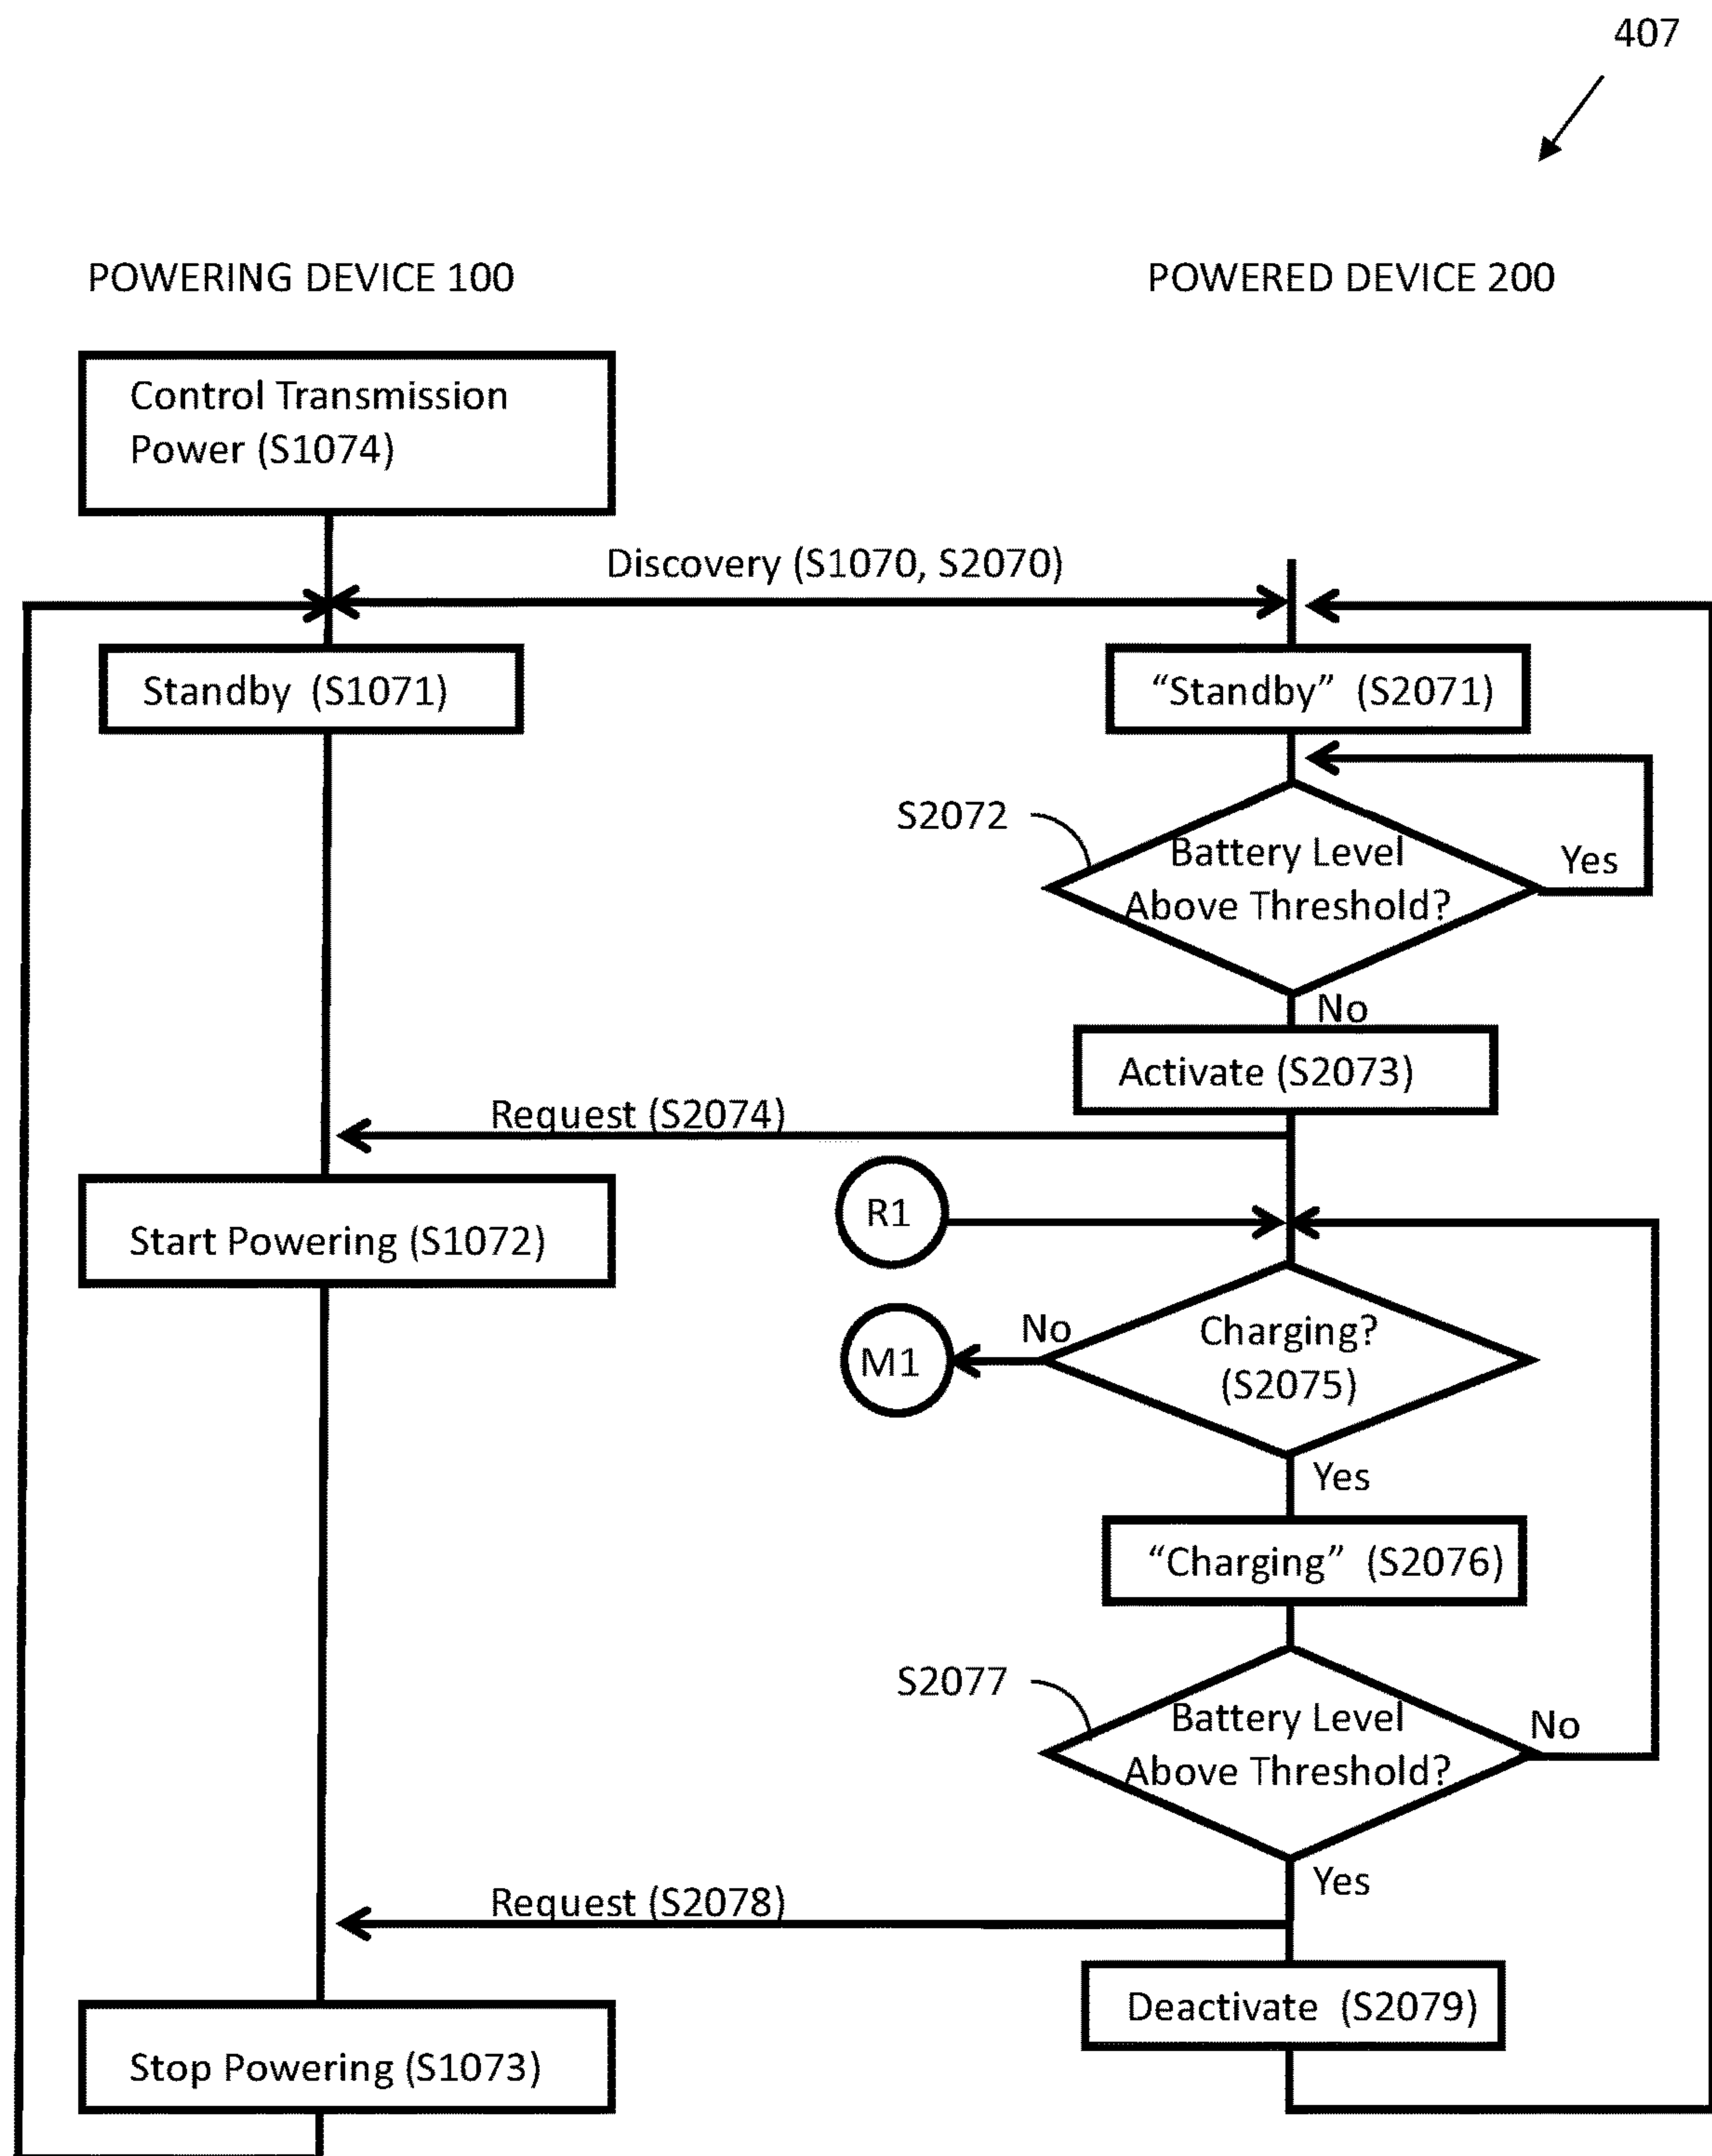 407
POWERING DEVICE 100
POWERED DEVICE 200
Control Transmission
Power (S1074)
Discovery (S1070, S2070)
Standby (S1071)
“Standby” (S2071)
S2072
Battery Level
Above Threshold?
Yes
No
Activate (S2073)
Request (S2074)
R1
Start Powering (S1072)
Charging?
(S2075)
No
M1
Yes
“Charging” (S2076)
S2077
Battery Level
Above Threshold?
No
Yes
Request (S2078)
Deactivate (S2079)
Stop Powering (S1073)